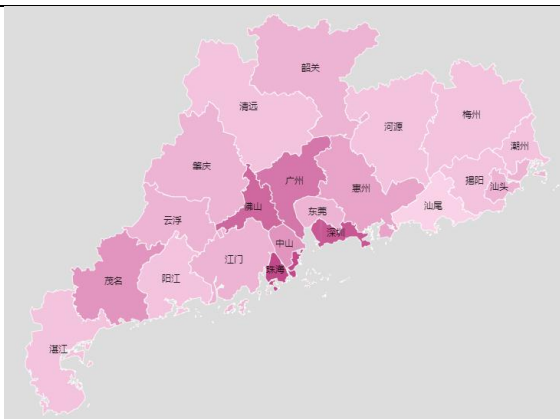 韶关
清远
梅州
河源
潮州
肇庆
广州
惠州
揭阳
汕头
佛山
东莞
汕尾
云浮
深圳
中山
江门
珠海
茂名
阳江
湛江